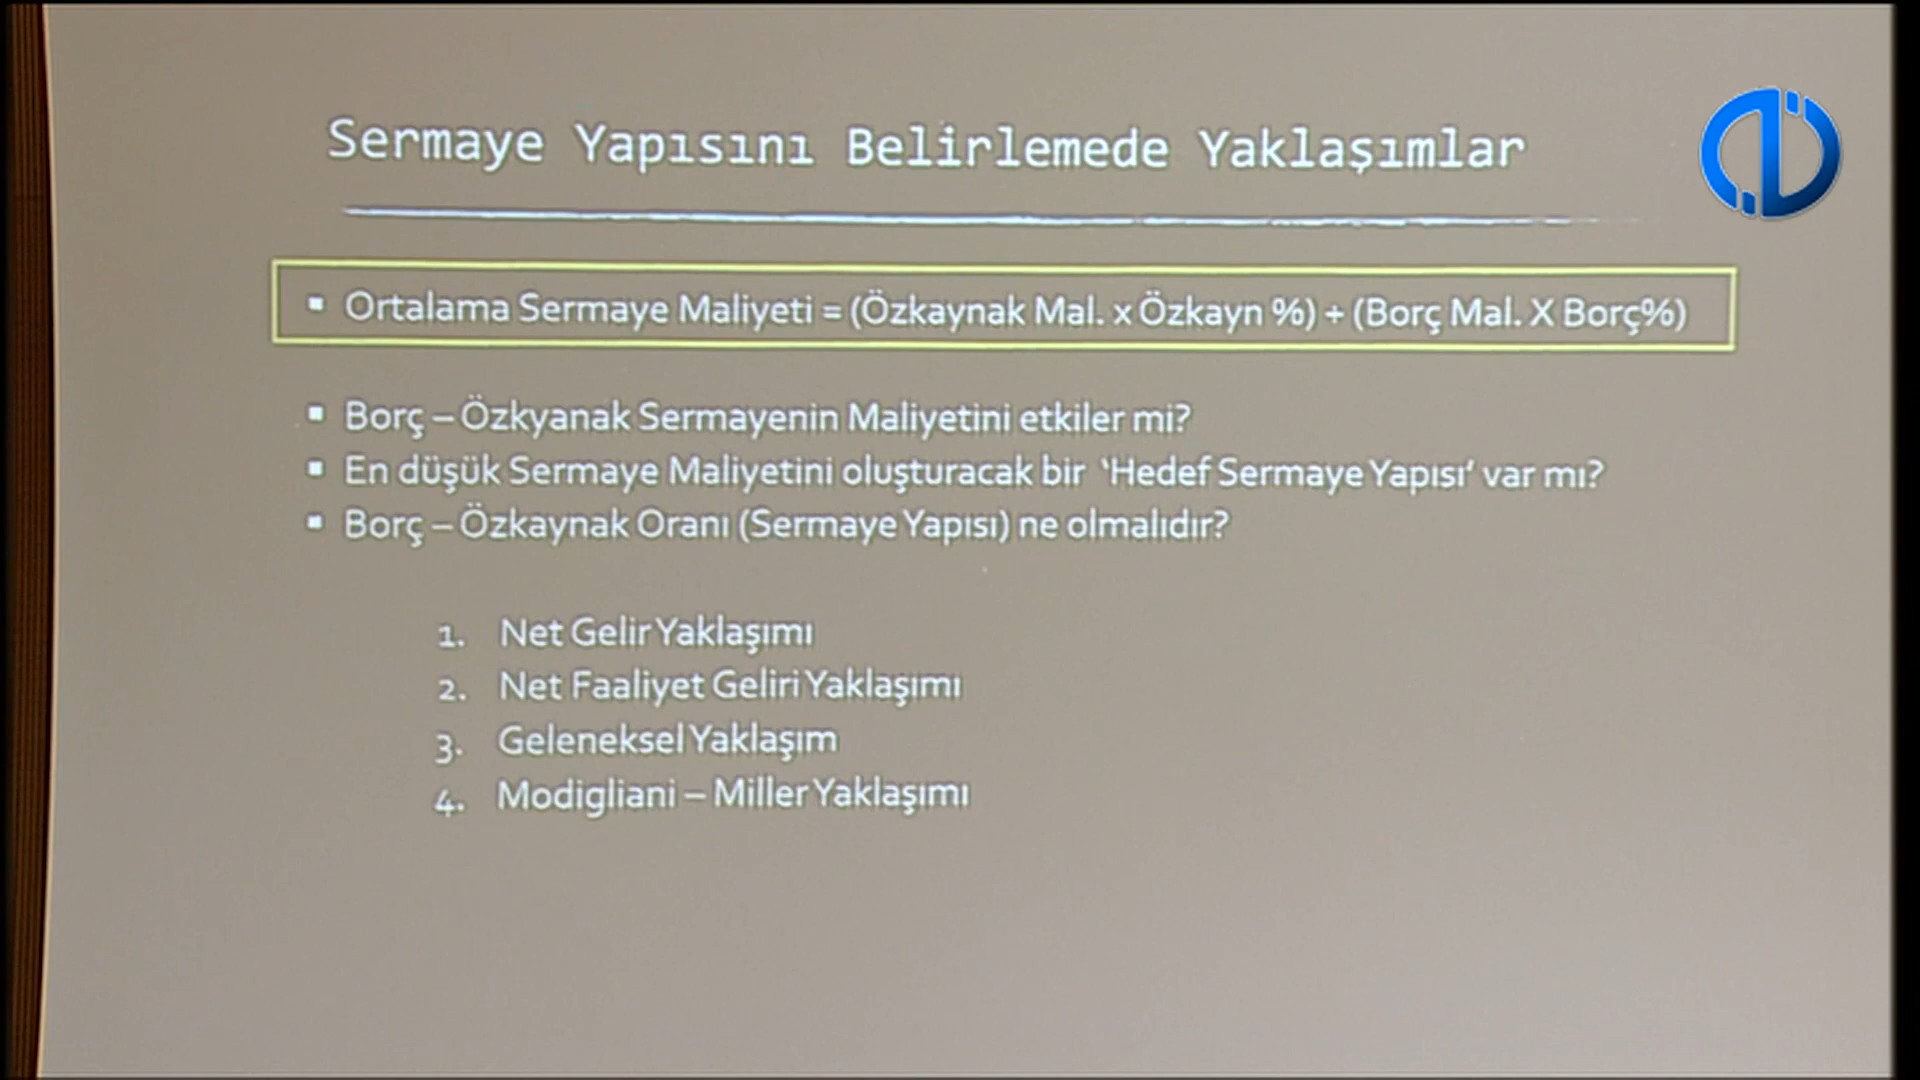 Sermaye Yapısını Belirlemede Yaklaşımlar
▪ Ortalama Sermaye Maliyeti = (Özkaynak Mal. x Özkayn %) + (Borç Mal. X Borç%)
▪ Borç – Özkyanak Sermayenin Maliyetini etkiler mi?
▪ En düşük Sermaye Maliyetini oluşturacak bir 'Hedef Sermaye Yapısı' var mı?
▪ Borç – Özkaynak Oranı (Sermaye Yapısı) ne olmalıdır?
1. Net Gelir Yaklaşımı
2. Net Faaliyet Geliri Yaklaşımı
3. Geleneksel Yaklaşım
4. Modigliani – Miller Yaklaşımı